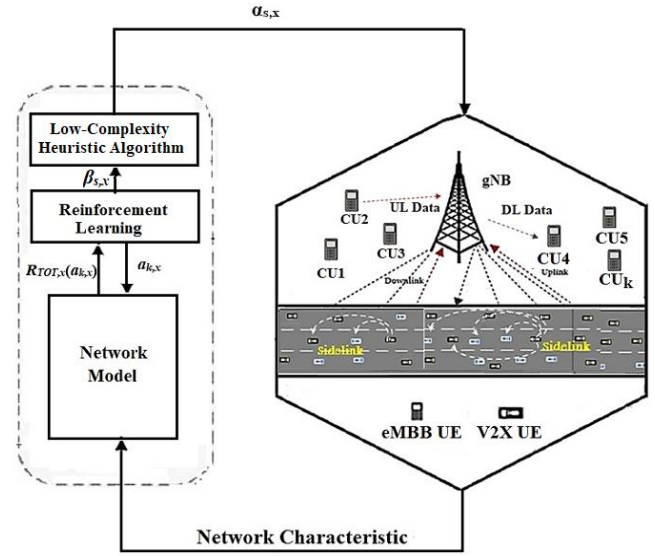 αs,x
Low-Complexity
Heuristic Algorithm
βs,x
Reinforcement
Learning
RTOT,x(ak,x)
ak,x
Network
Model
gNB
UL Data
DL Data
CU2
CU3
CU1
CU4
Uplink
CU5
CUk
Downlink
Sidelink
Sidelink
eMBB UE
V2X UE
Network Characteristic